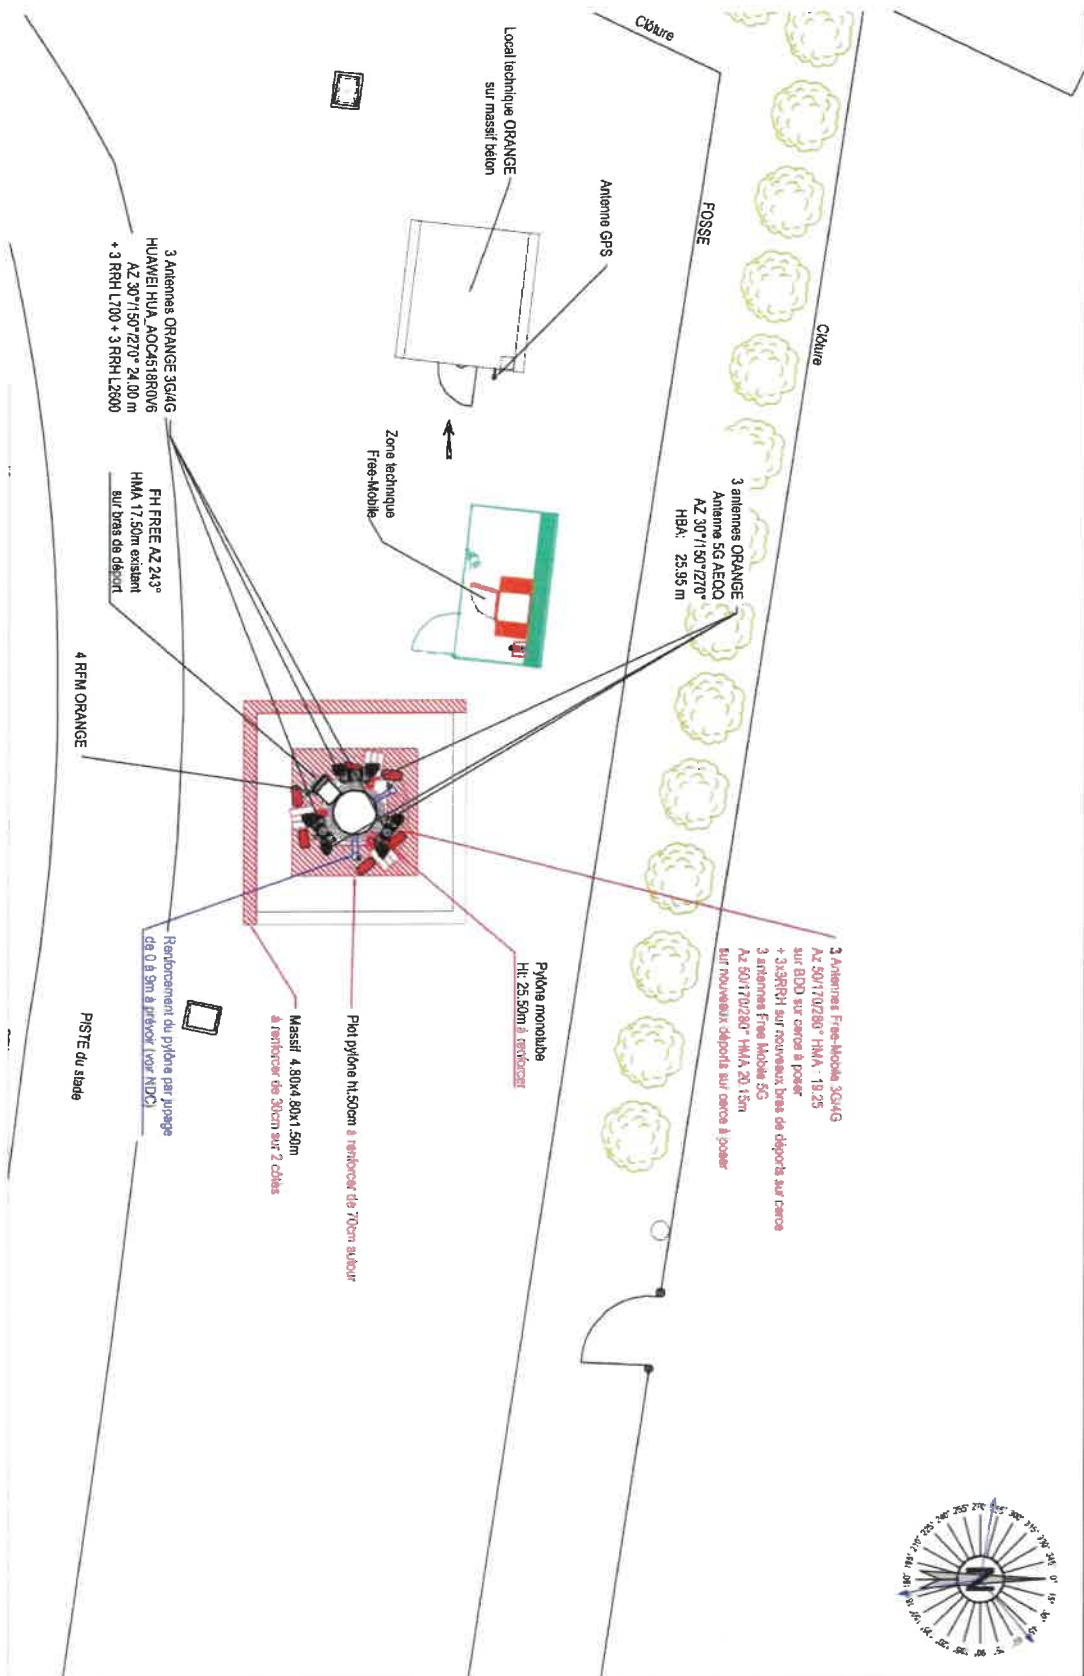 Clôture
Local technique ORANGE
sur massif béton
Antenne GPS
FOSSE
Clôture
3 Antennes ORANGE 3G/4G
HUAWEI HUA_AOC4518R0V6
AZ 30°/150°/270° 24.00 m
+ 3 RRH L700 + 3 RRH L2600
Zone technique
Free-Mobile
3 antennes ORANGE
Antenne 5G AEQQ
AZ 30°/150°/270°
HBA: 25.95 m
FH FREE AZ 243°
HMA 17.50m existant
sur bras de déport
4 RFM ORANGE
3 Antennes Free-Mobile 3G/4G
Az 50/170/280° HMA : 19.25
sur BDD sur cerce à poser
+ 3x3RRH sur nouveaux bras de déports sur cerce
3 antennes Free Mobile 5G
Az 50/170/280° HMA 20.15m
sur nouveaux déports sur cerce à poser
Pylône monotube
Ht: 25.50m à renforcer
Plot pylône ht.50cm à renforcer de 70cm autour
Massif 4.80x4.80x1.50m
à renforcer de 30cm sur 2 côtés
Renforcement du pylône par jupage
de 0 à 9m à prévoir (voir NDC)
PISTE du stade
N